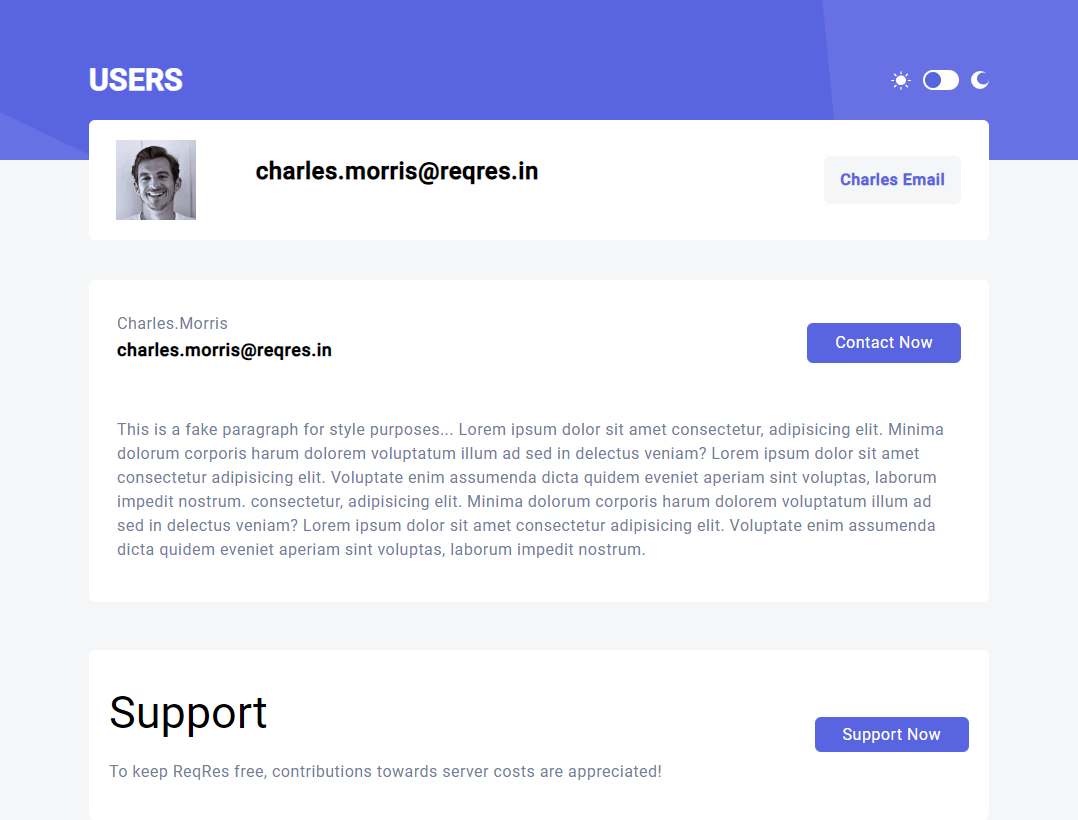 USERS
charles.morris@reqres.in
Charles Email
Charles.Morris
charles.morris@reqres.in
Contact Now
This is a fake paragraph for style purposes... Lorem ipsum dolor sit amet consectetur, adipisicing elit. Minima
dolorum corporis harum dolorem voluptatum illum ad sed in delectus veniam? Lorem ipsum dolor sit amet
consectetur adipisicing elit. Voluptate enim assumenda dicta quidem eveniet aperiam sint voluptas, laborum
impedit nostrum. consectetur, adipisicing elit. Minima dolorum corporis harum dolorem voluptatum illum ad
sed in delectus veniam? Lorem ipsum dolor sit amet consectetur adipisicing elit. Voluptate enim assumenda
dicta quidem eveniet aperiam sint voluptas, laborum impedit nostrum.
Support
Support Now
To keep ReqRes free, contributions towards server costs are appreciated!